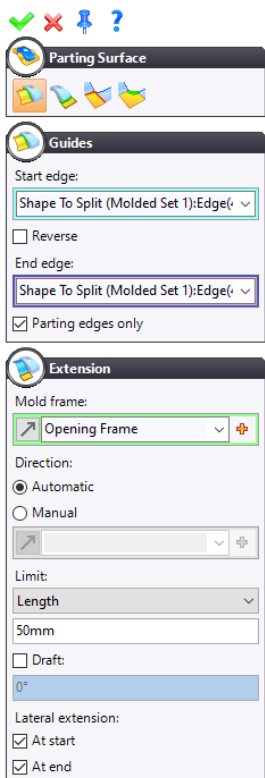 ?
Parting Surface
Guides
Start edge:
Shape To Split (Molded Set 1):Edge(
Reverse
End edge:
Shape To Split (Molded Set 1):Edge(
Parting edges only
Extension
Mold frame:
Opening Frame
Direction:
Automatic
Manual
Limit:
Length
50mm
Draft:
0°
Lateral extension:
At start
At end